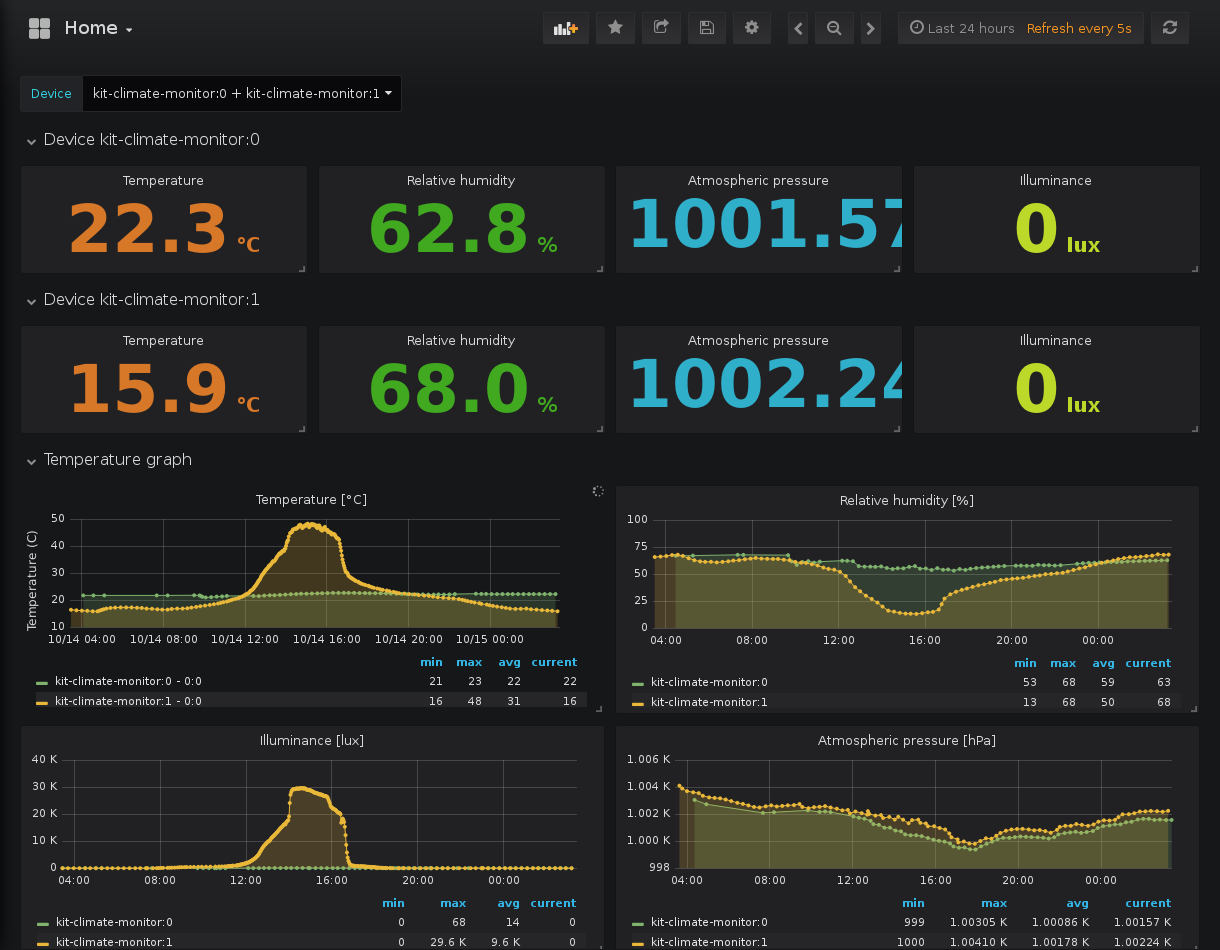 Home
Last 24 hours Refresh every 5s
Device kit-climate-monitor:0 + kit-climate-monitor:1
Device kit-climate-monitor:0
Temperature Relative humidity Atmospheric pressure Illuminance
22.3 °C 62.8 % 1001.57 0 lux
Device kit-climate-monitor:1
Temperature Relative humidity Atmospheric pressure Illuminance
15.9 °C 68.0 % 1002.24 0 lux
Temperature graph
Temperature [°C]
Temperature (C)
50
40
30
20
10
10/14 04:00 10/14 08:00 10/14 12:00 10/14 16:00 10/14 20:00 10/15 00:00
min max avg current
kit-climate-monitor:0 - 0:0 21 23 22 22
kit-climate-monitor:1 - 0:0 16 48 31 16
Relative humidity [%]
100
75
50
25
0
04:00 08:00 12:00 16:00 20:00 00:00
min max avg current
kit-climate-monitor:0 53 68 59 63
kit-climate-monitor:1 13 68 50 68
Illuminance [lux]
40 K
30 K
20 K
10 K
0
04:00 08:00 12:00 16:00 20:00 00:00
min max avg current
kit-climate-monitor:0 0 68 14 0
kit-climate-monitor:1 0 29.6 K 9.6 K 0
Atmospheric pressure [hPa]
1.006 K
1.004 K
1.002 K
1.000 K
998
04:00 08:00 12:00 16:00 20:00 00:00
min max avg current
kit-climate-monitor:0 999 1.00305 K 1.00086 K 1.00157 K
kit-climate-monitor:1 1000 1.00410 K 1.00178 K 1.00224 K